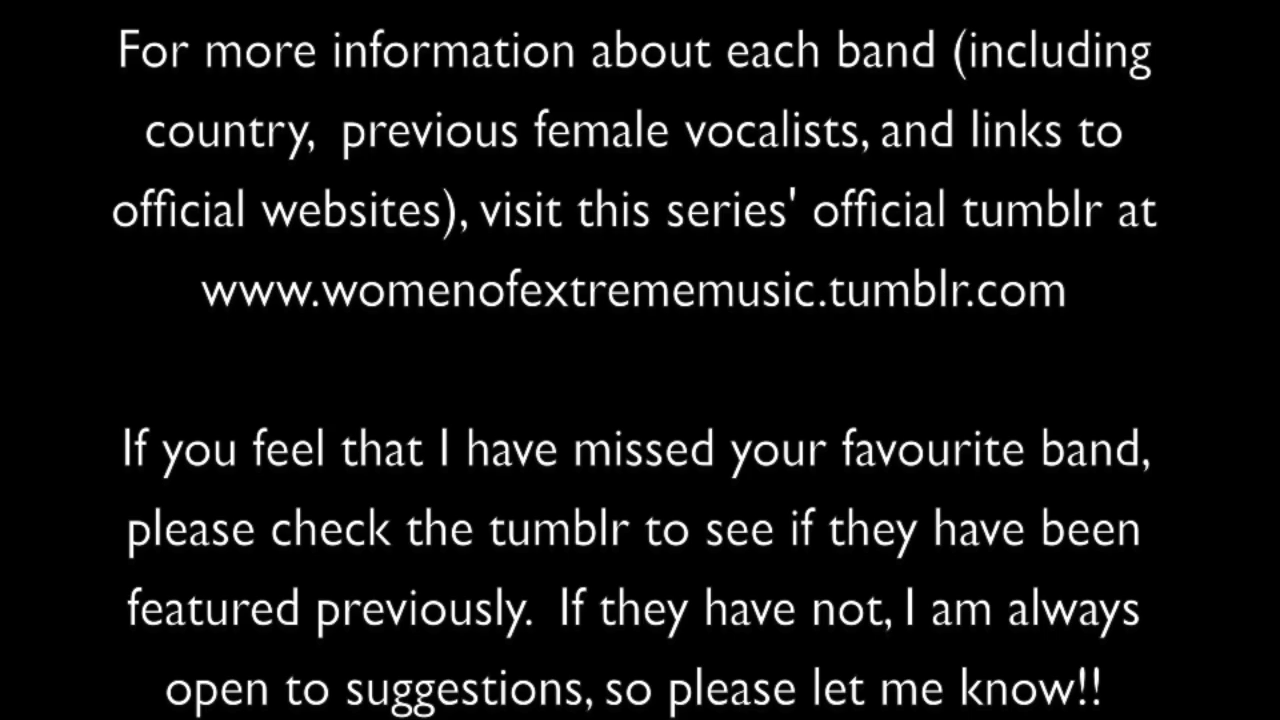 For more information about each band (including
country,  previous female vocalists, and links to
official websites), visit this series' official tumblr at
www.womenofextrememusic.tumblr.com
If you feel that I have missed your favourite band,
please check the tumblr to see if they have been
featured previously.  If they have not, I am always
open to suggestions, so please let me know!!